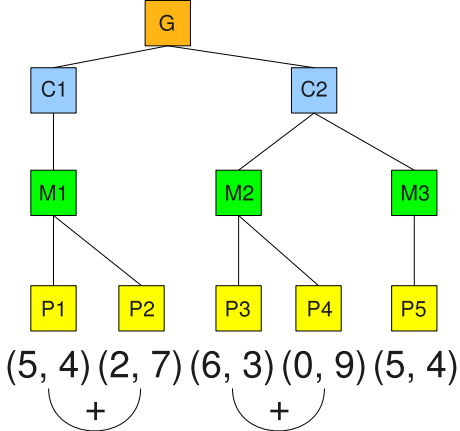 G
C1 C2
M1 M2 M3
P1 P2 P3 P4 P5
(5, 4) (2, 7) (6, 3) (0, 9) (5, 4)
+ +